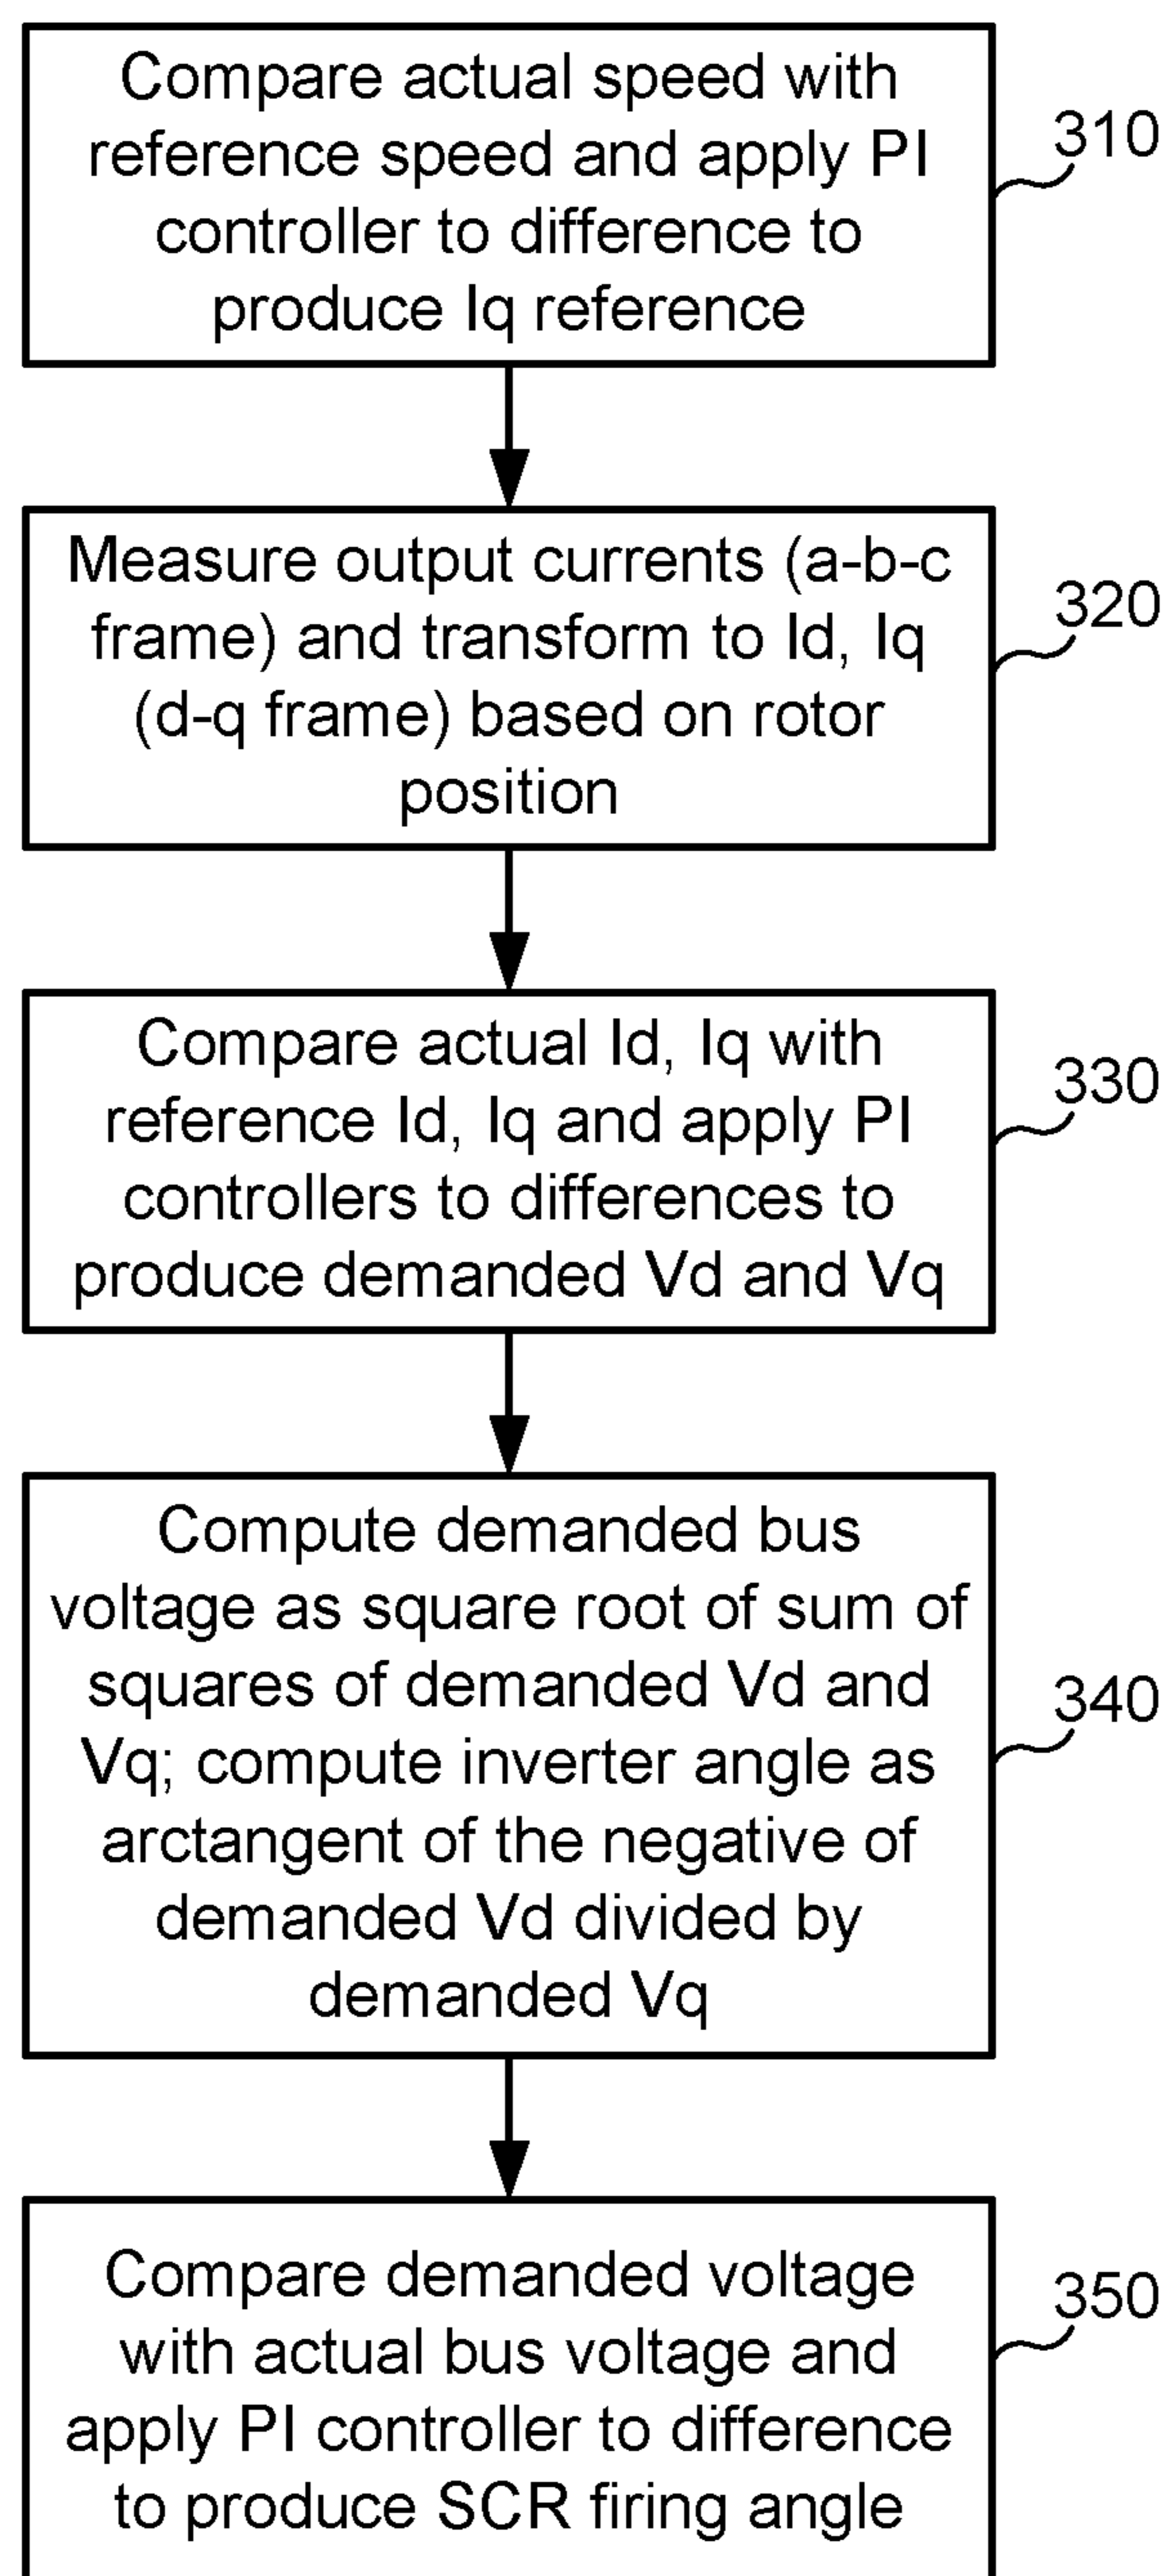 Compare actual speed with
reference speed and apply PI
controller to difference to
produce Iq reference
310
Measure output currents (a-b-c
frame) and transform to Id, Iq
(d-q frame) based on rotor
position
320
Compare actual Id, Iq with
reference Id, Iq and apply PI
controllers to differences to
produce demanded Vd and Vq
330
Compute demanded bus
voltage as square root of sum of
squares of demanded Vd and
Vq; compute inverter angle as
arctangent of the negative of
demanded Vd divided by
demanded Vq
340
Compare demanded voltage
with actual bus voltage and
apply PI controller to difference
to produce SCR firing angle
350